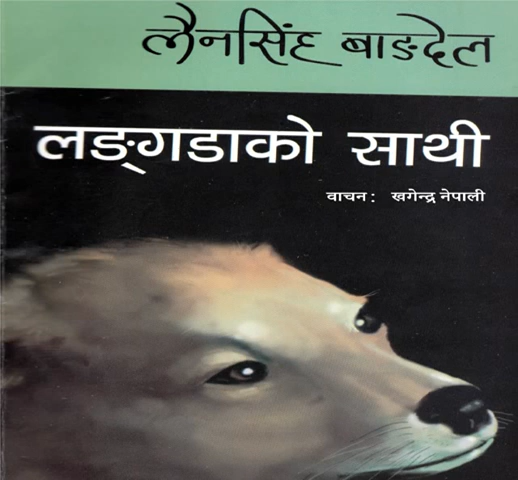 लैनसिंह बाङदेल
लङ्गडाको साथी
वाचन : खगेन्द्र नेपाली